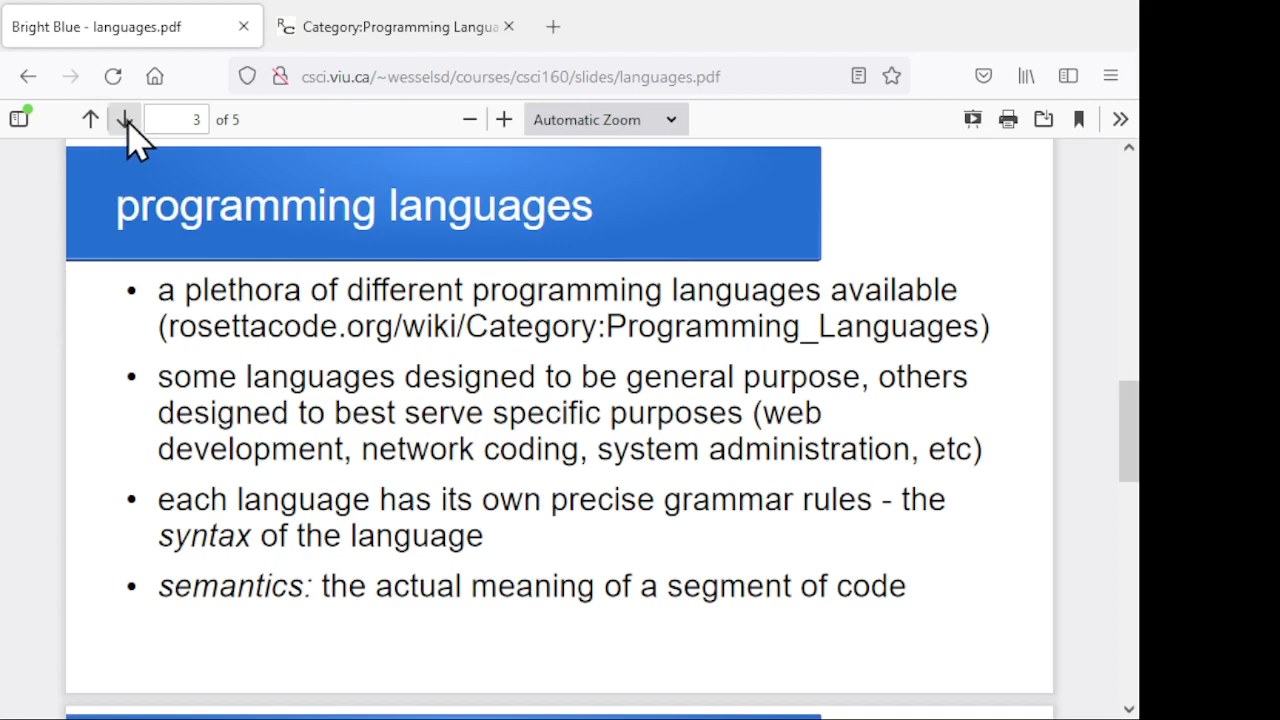 Bright Blue - languages.pdf
Category:Programming Langua
csci.viu.ca/~wesselsd/courses/csci160/slides/languages.pdf
3 of 5
Automatic Zoom
programming languages
• a plethora of different programming languages available
(rosettacode.org/wiki/Category:Programming_Languages)
• some languages designed to be general purpose, others
designed to best serve specific purposes (web
development, network coding, system administration, etc)
• each language has its own precise grammar rules - the
syntax of the language
• semantics: the actual meaning of a segment of code